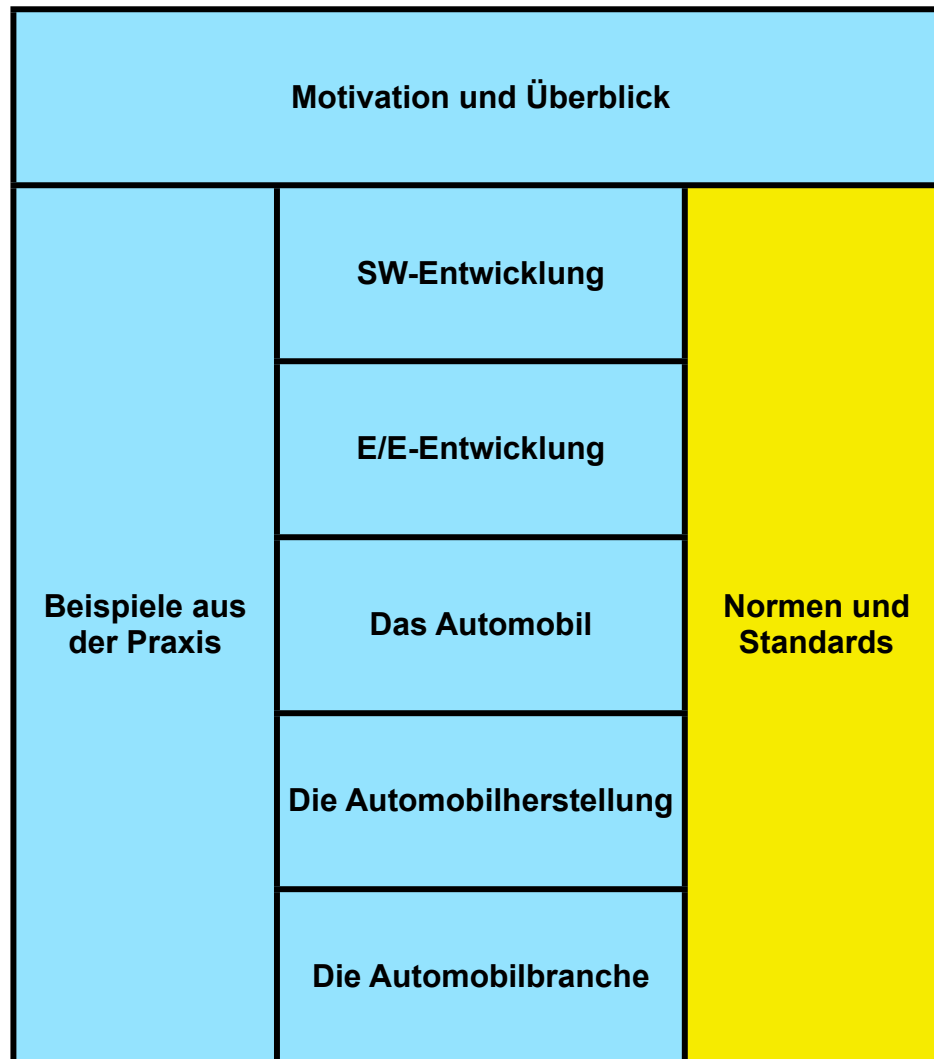 Motivation und Überblick
SW-Entwicklung
E/E-Entwicklung
Beispiele aus
der Praxis
Das Automobil
Normen und
Standards
Die Automobilherstellung
Die Automobilbranche